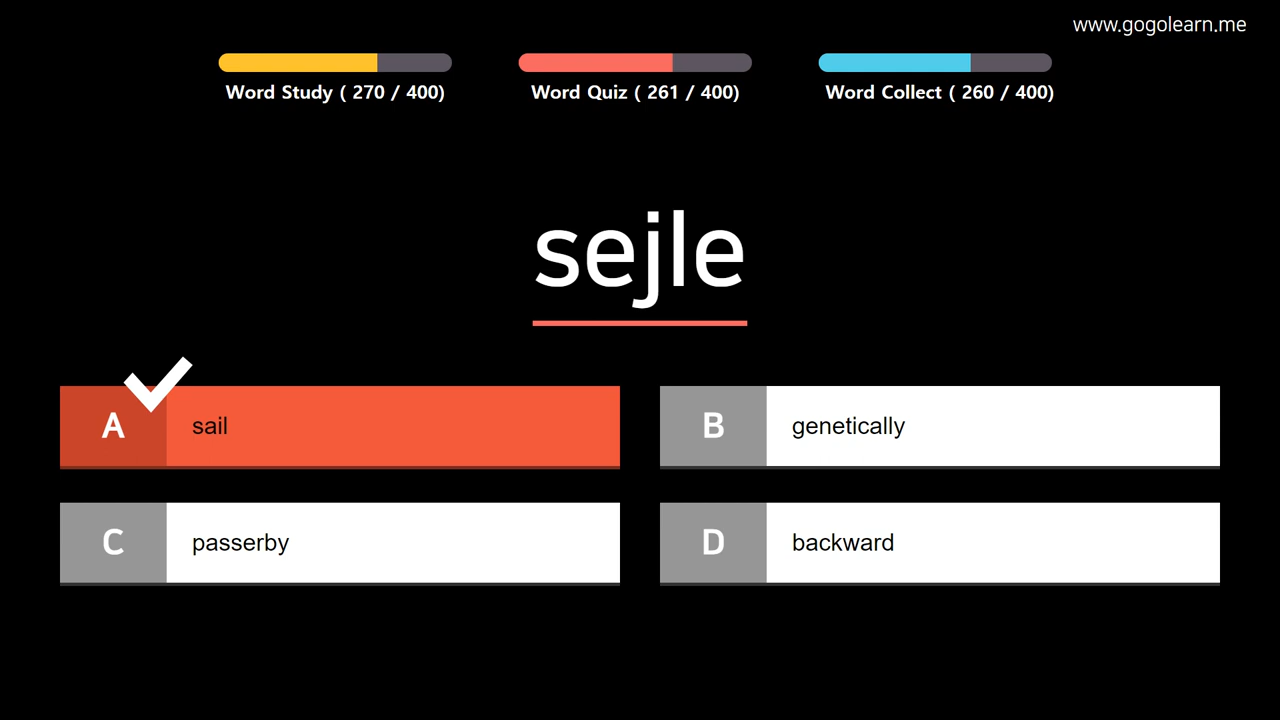 www.gogolearn.me
Word Study ( 270 / 400)
Word Quiz ( 261 / 400)
Word Collect ( 260 / 400)
sejle
A sail
B genetically
C passerby
D backward